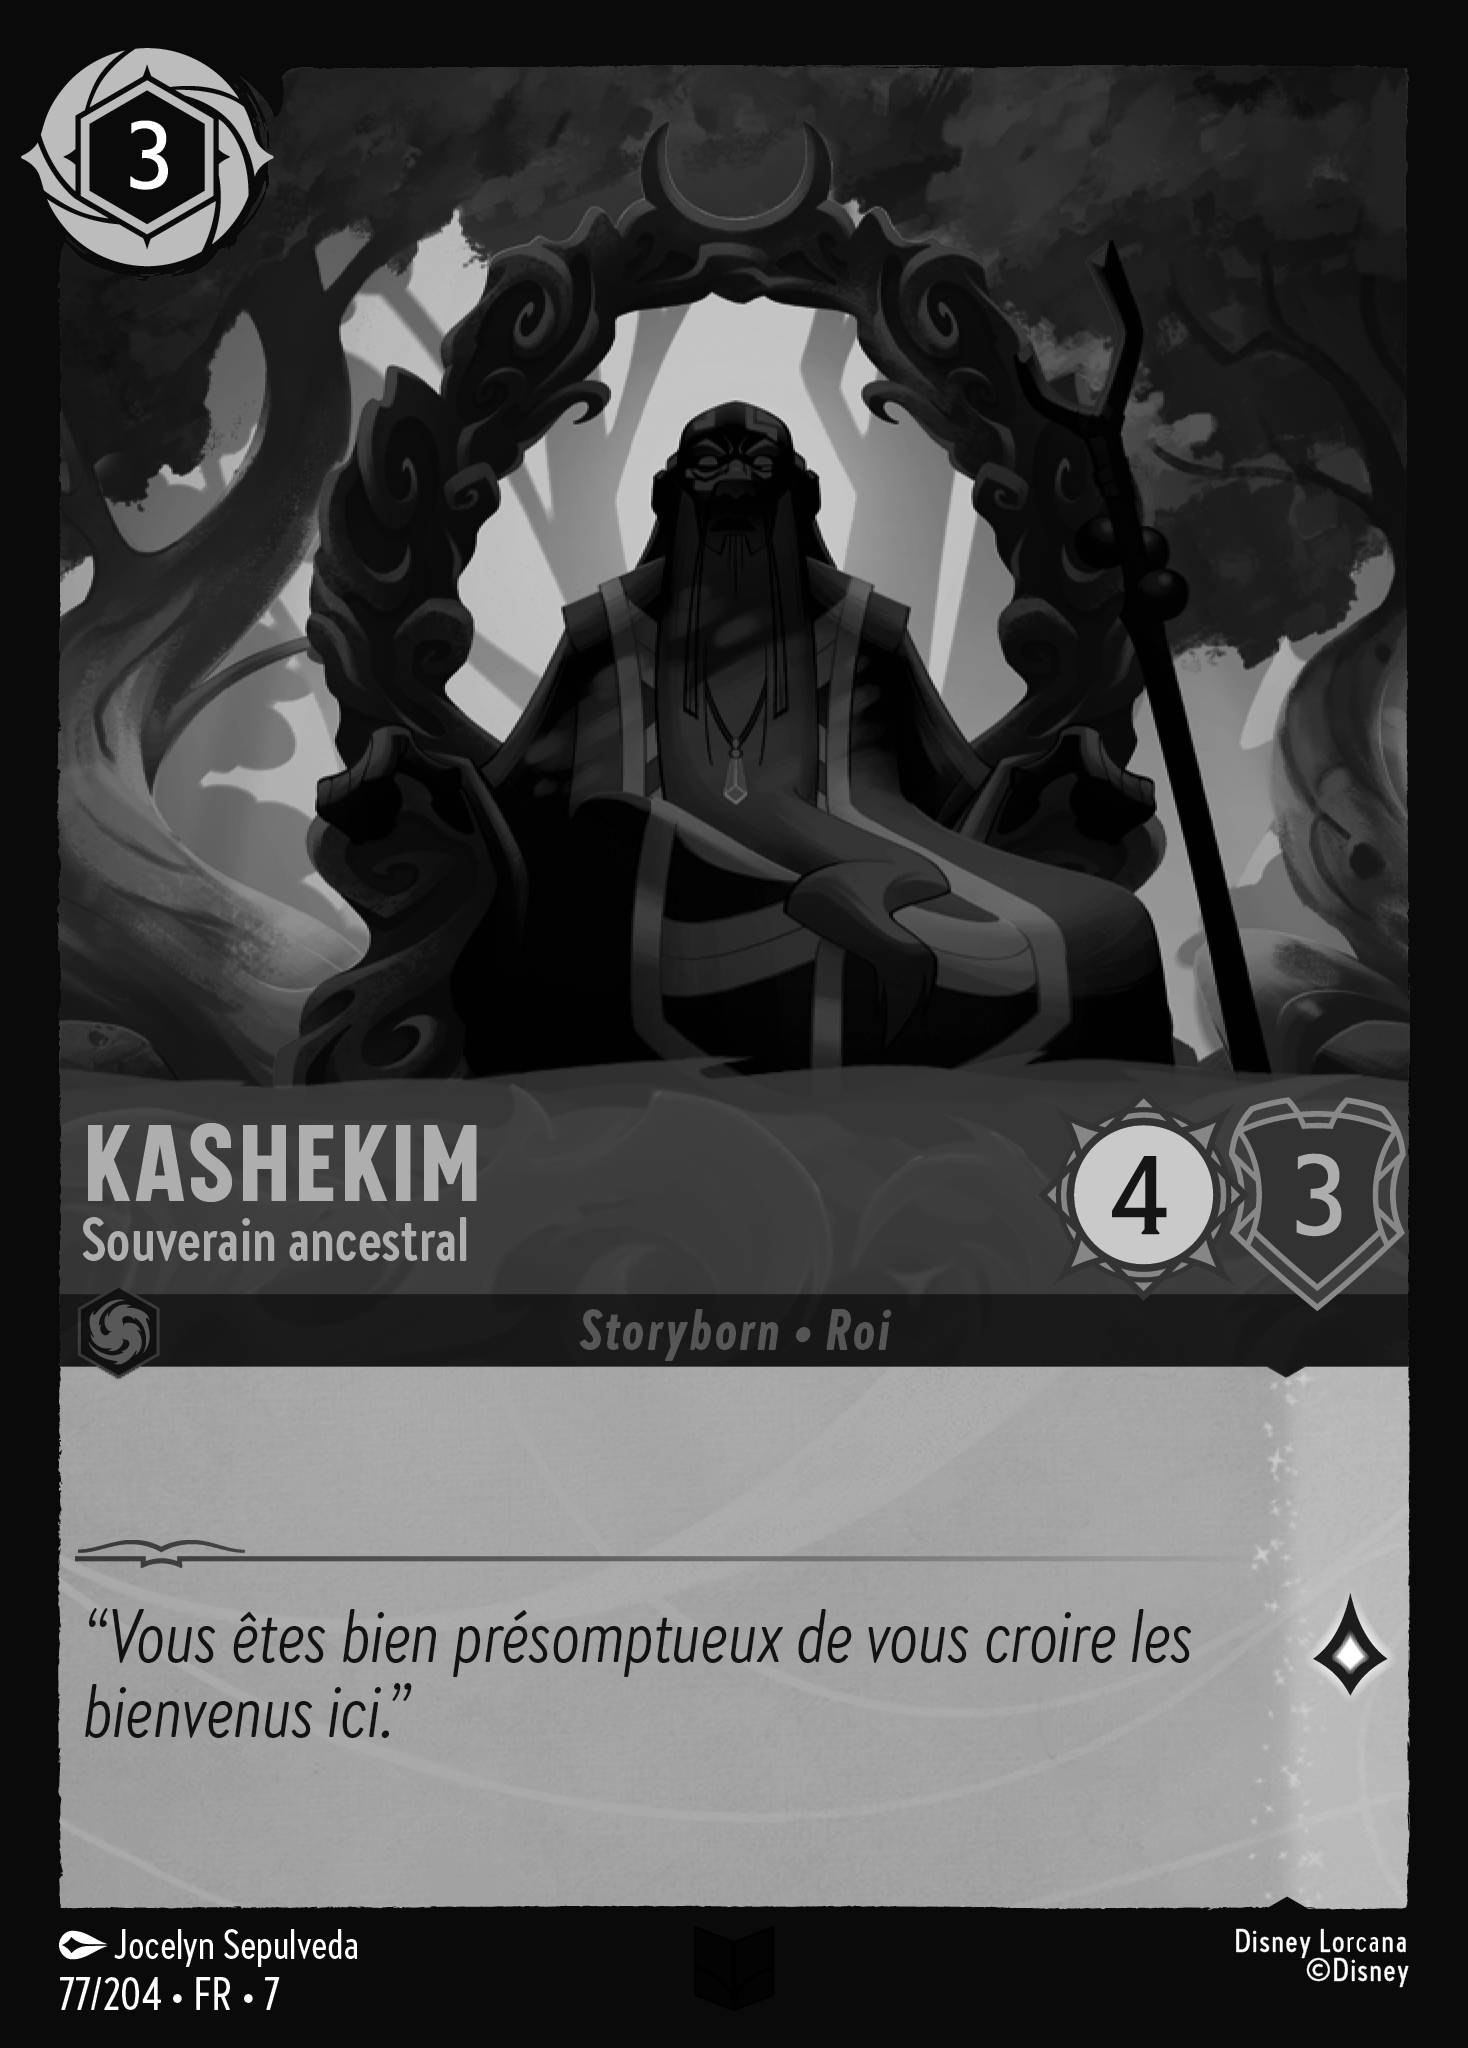 3
KASHEKIM
Souverain ancestral
4 3
Storyborn • Roi
“Vous êtes bien présomptueux de vous croire les
bienvenus ici.”
Jocelyn Sepulveda
77/204 • FR • 7
Disney Lorcana
©Disney